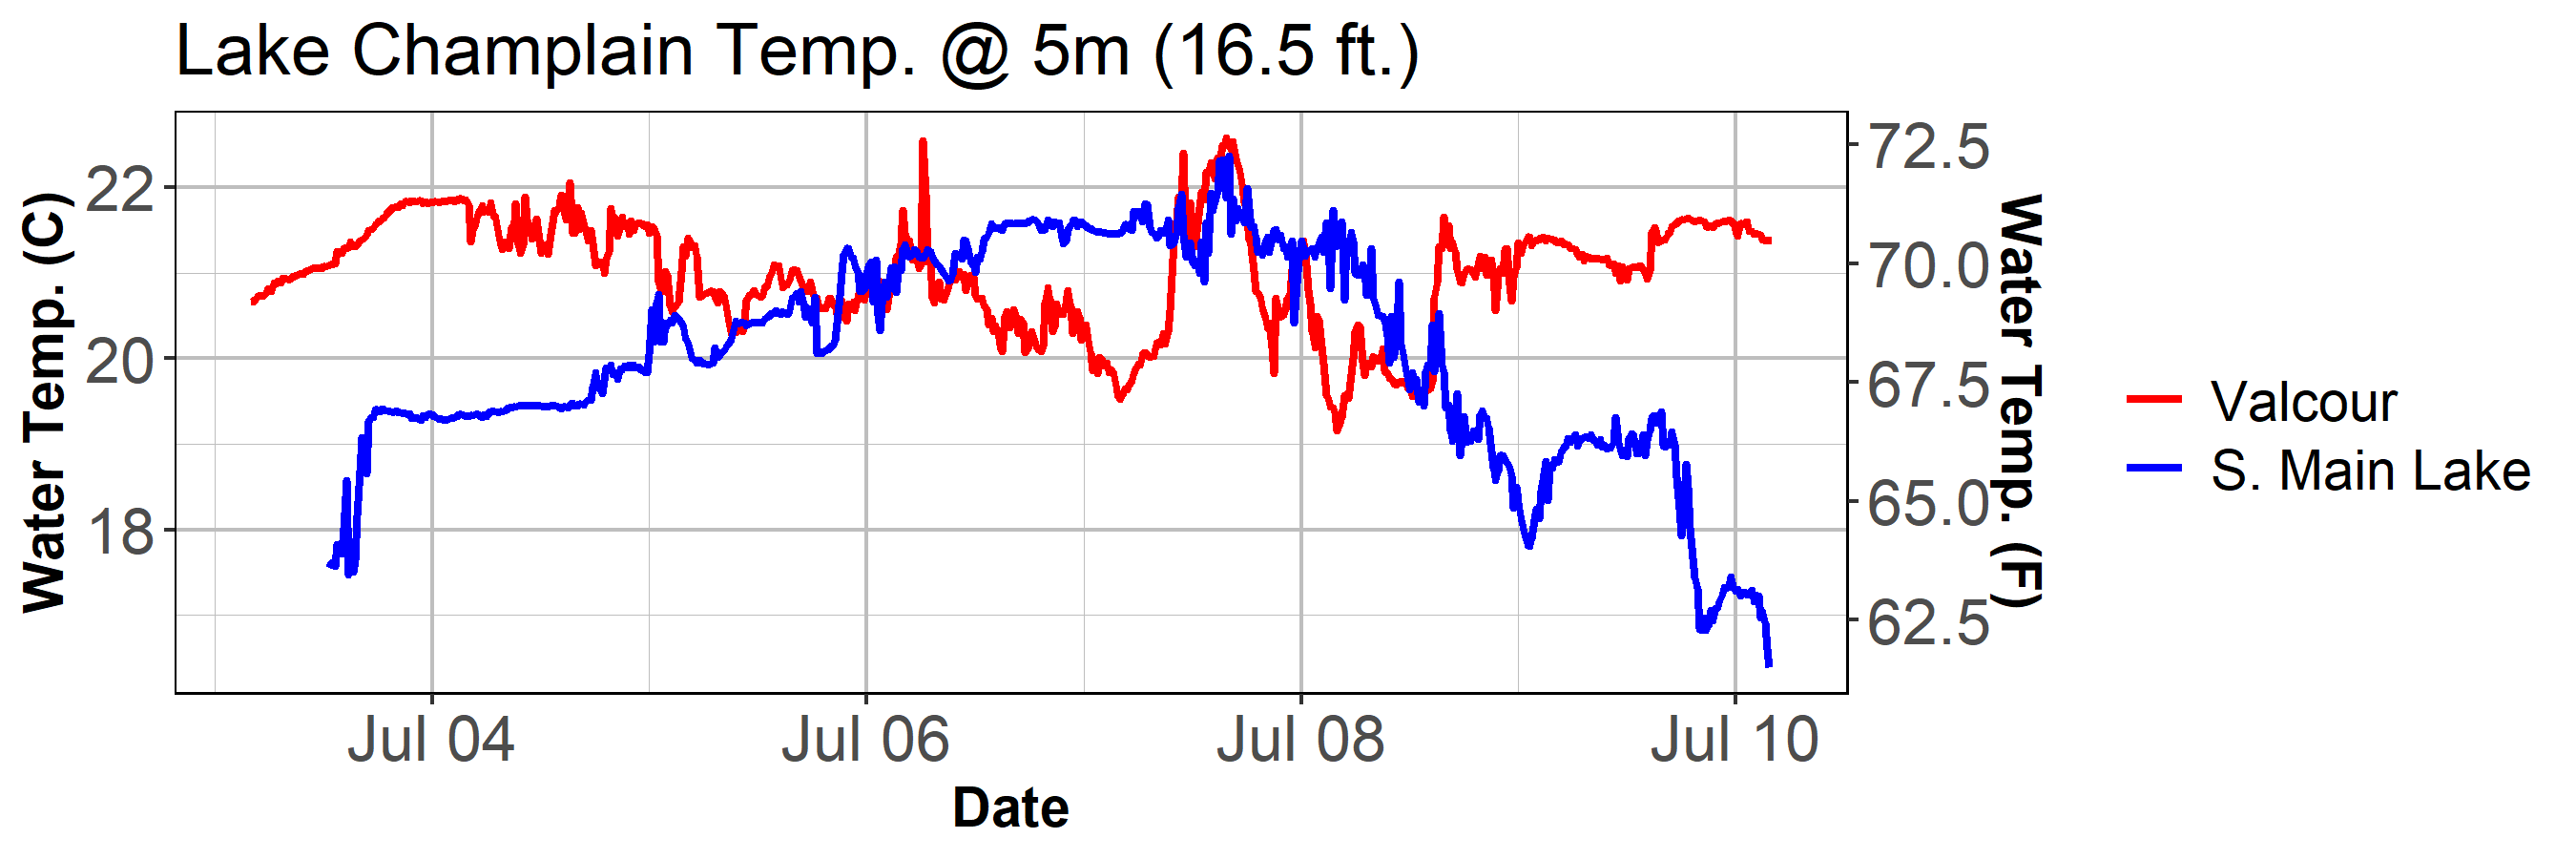 Lake Champlain Temp. @ 5m (16.5 ft.)
Water Temp. (C)
22
20
18
72.5
70.0
67.5
65.0
62.5
Water Temp. (F)
Jul 04
Jul 06
Jul 08
Jul 10
Date
Valcour
S. Main Lake